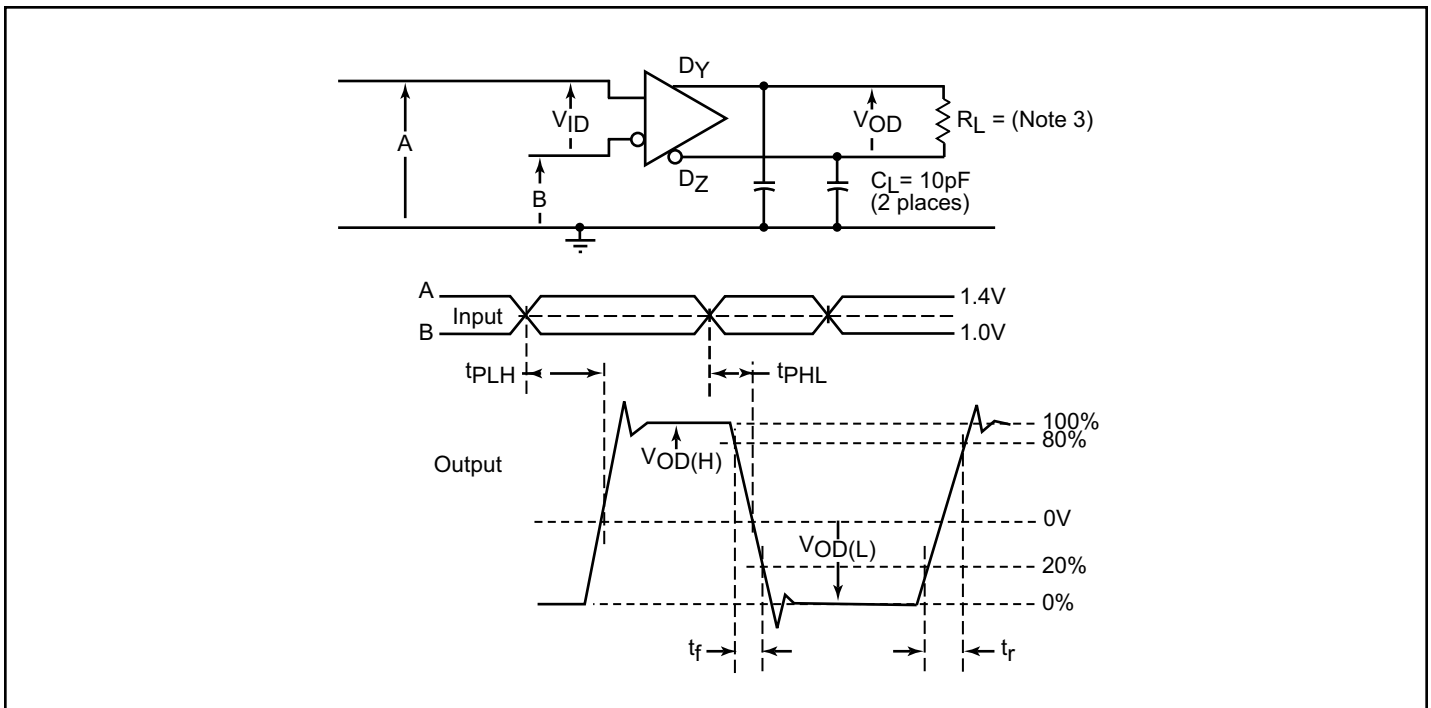 DY
A
VID
VOD
RL = (Note 3)
B
DZ
CL= 10pF
(2 places)
A
1.4V
Input
B
1.0V
tPLH
tPHL
100%
80%
VOD(H)
Output
0V
VOD(L)
20%
0%
tf
tr